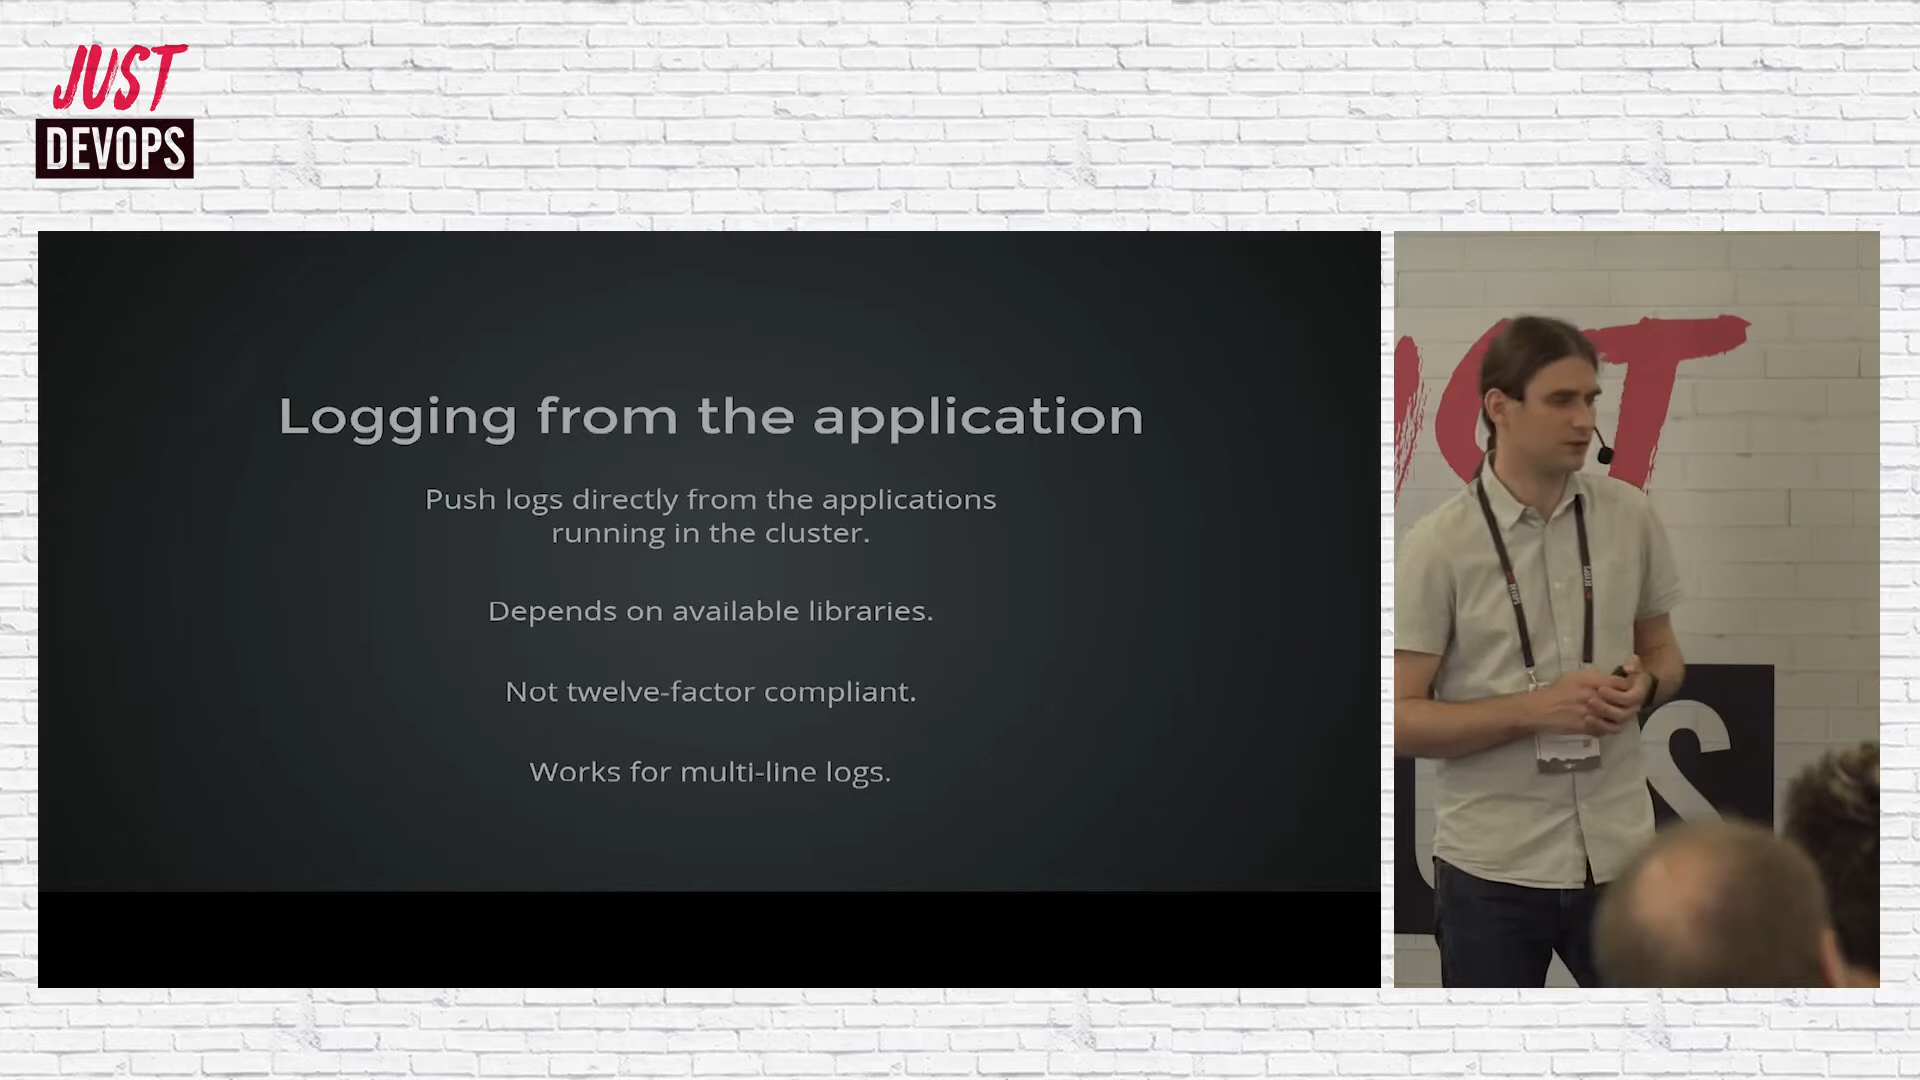 JUST
DEVOPS
Logging from the application
Push logs directly from the applications
running in the cluster.
Depends on available libraries.
Not twelve-factor compliant.
Works for multi-line logs.